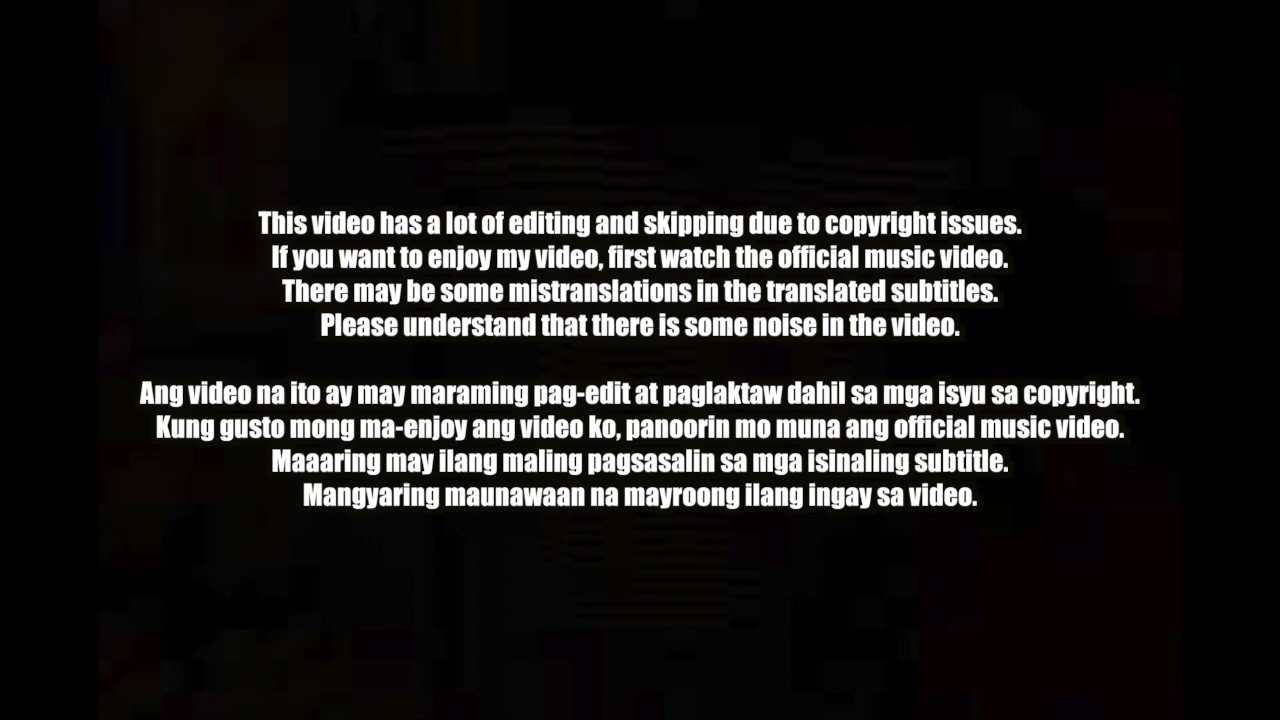 This video has a lot of editing and skipping due to copyright issues.
If you want to enjoy my video, first watch the official music video.
There may be some mistranslations in the translated subtitles.
Please understand that there is some noise in the video.
Ang video na ito ay may maraming pag-edit at paglaktaw dahil sa mga isyu sa copyright.
Kung gusto mong ma-enjoy ang video ko, panoorin mo muna ang official music video.
Maaaring may ilang maling pagsasalin sa mga isinaling subtitle.
Mangyaring maunawaan na mayroong ilang ingay sa video.